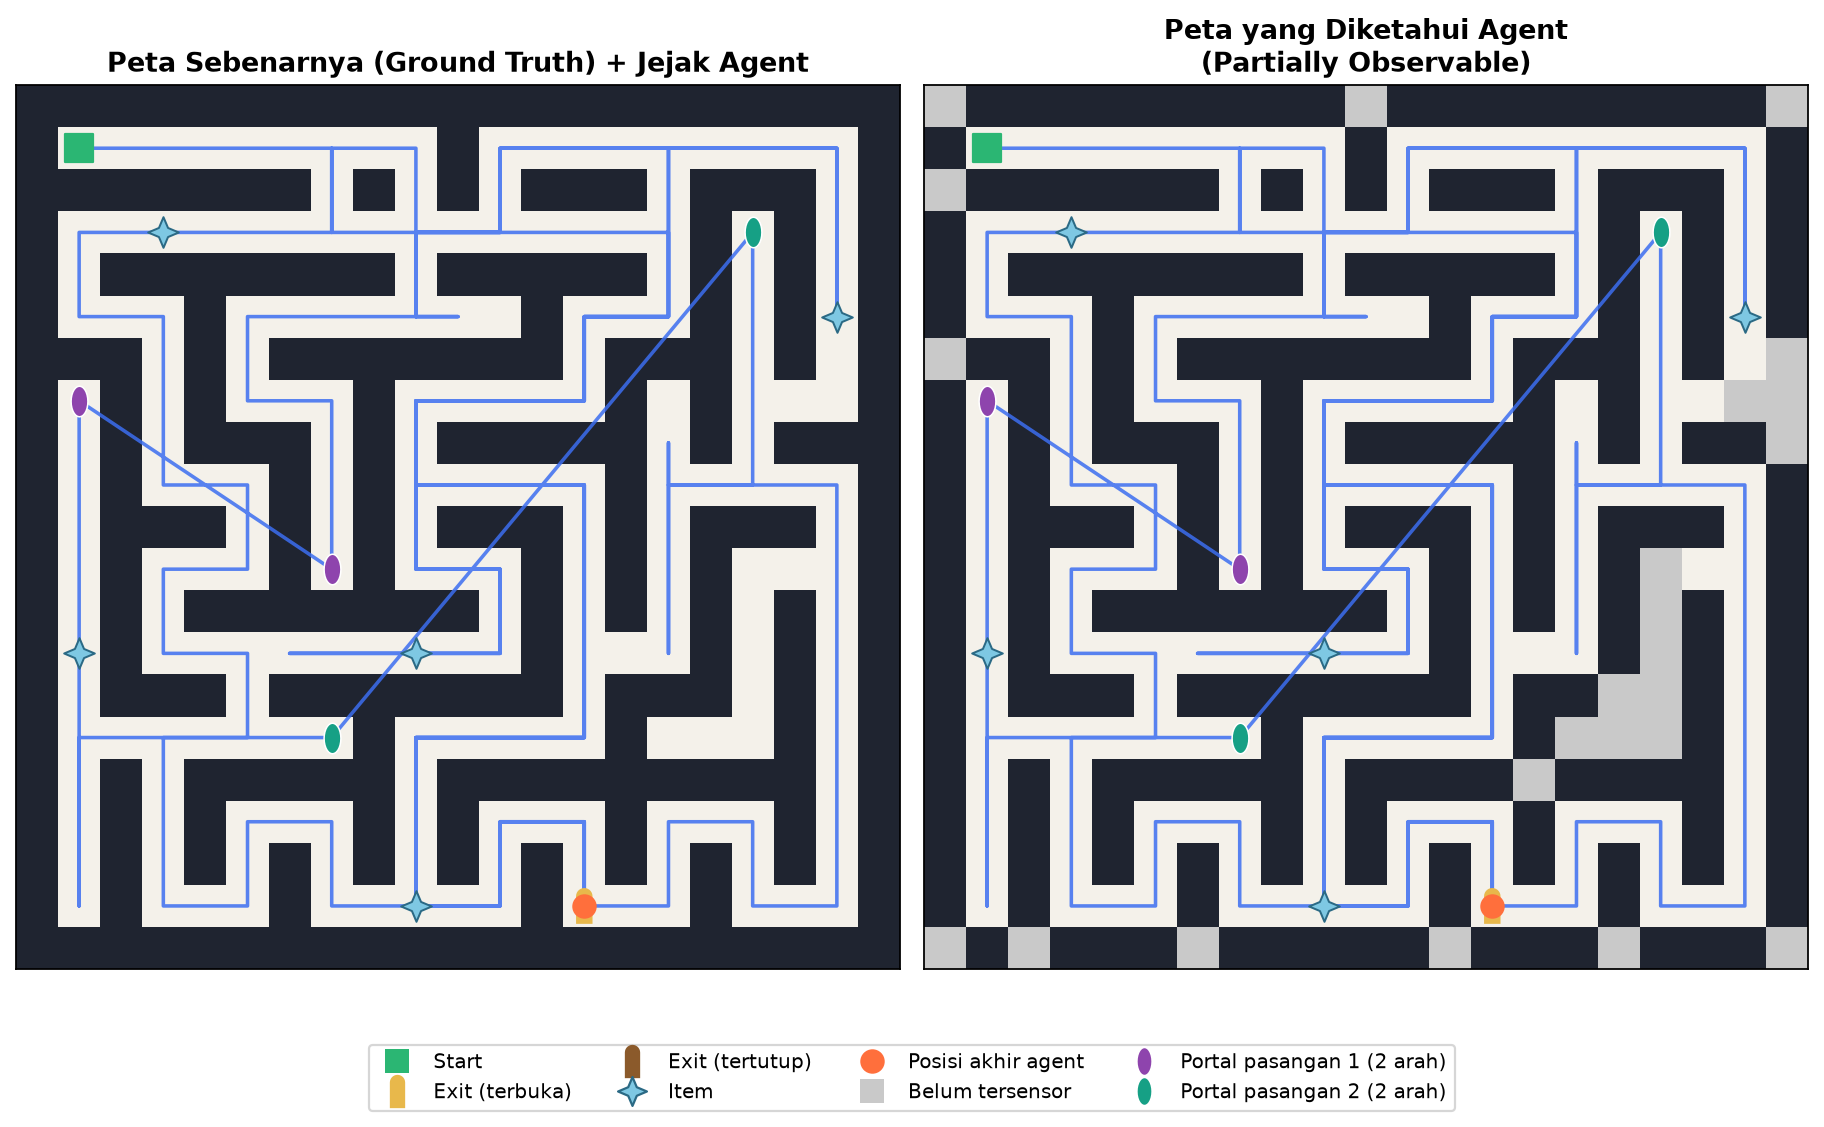 Peta Sebenarnya (Ground Truth) + Jejak Agent
Peta yang Diketahui Agent
(Partially Observable)
Start
Exit (terbuka)
Exit (tertutup)
Item
Posisi akhir agent
Belum tersensor
Portal pasangan 1 (2 arah)
Portal pasangan 2 (2 arah)